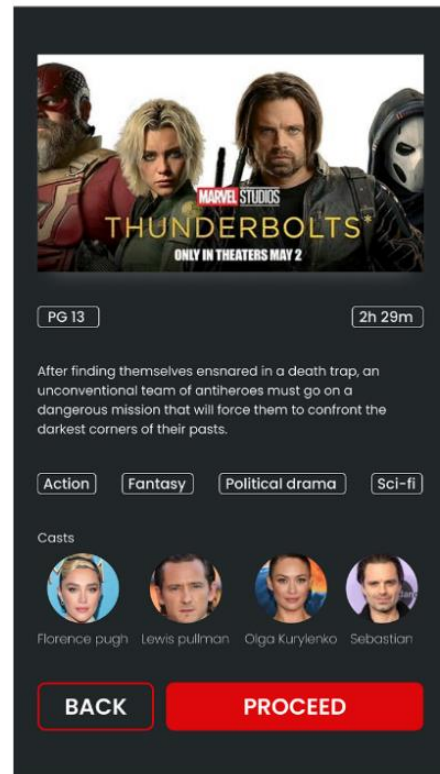 MARVEL STUDIOS
THUNDERBOLTS*
ONLY IN THEATERS MAY 2
PG 13 2h 29m
After finding themselves ensnared in a death trap, an
unconventional team of antiheroes must go on a
dangerous mission that will force them to confront the
darkest corners of their pasts.
Action Fantasy Political drama Sci-fi
Casts
Florence pugh Lewis pullman Olga Kurylenko Sebastian
BACK PROCEED